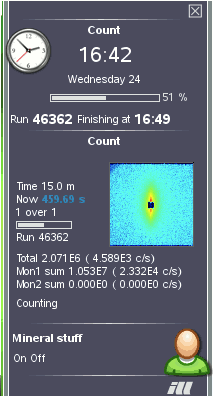 Count
16:42
Wednesday 24
51 %
Run 46362 Finishing at 16:49
Count
Time 15.0 m
Now 459.69 s
1 over 1
Run 46362
Total 2.071E6 ( 4.589E3 c/s)
Mon1 sum 1.053E7 ( 2.332E4 c/s)
Mon2 sum 0.000E0 ( 0.000E0 c/s)
Counting
Mineral stuff
On Off
ill